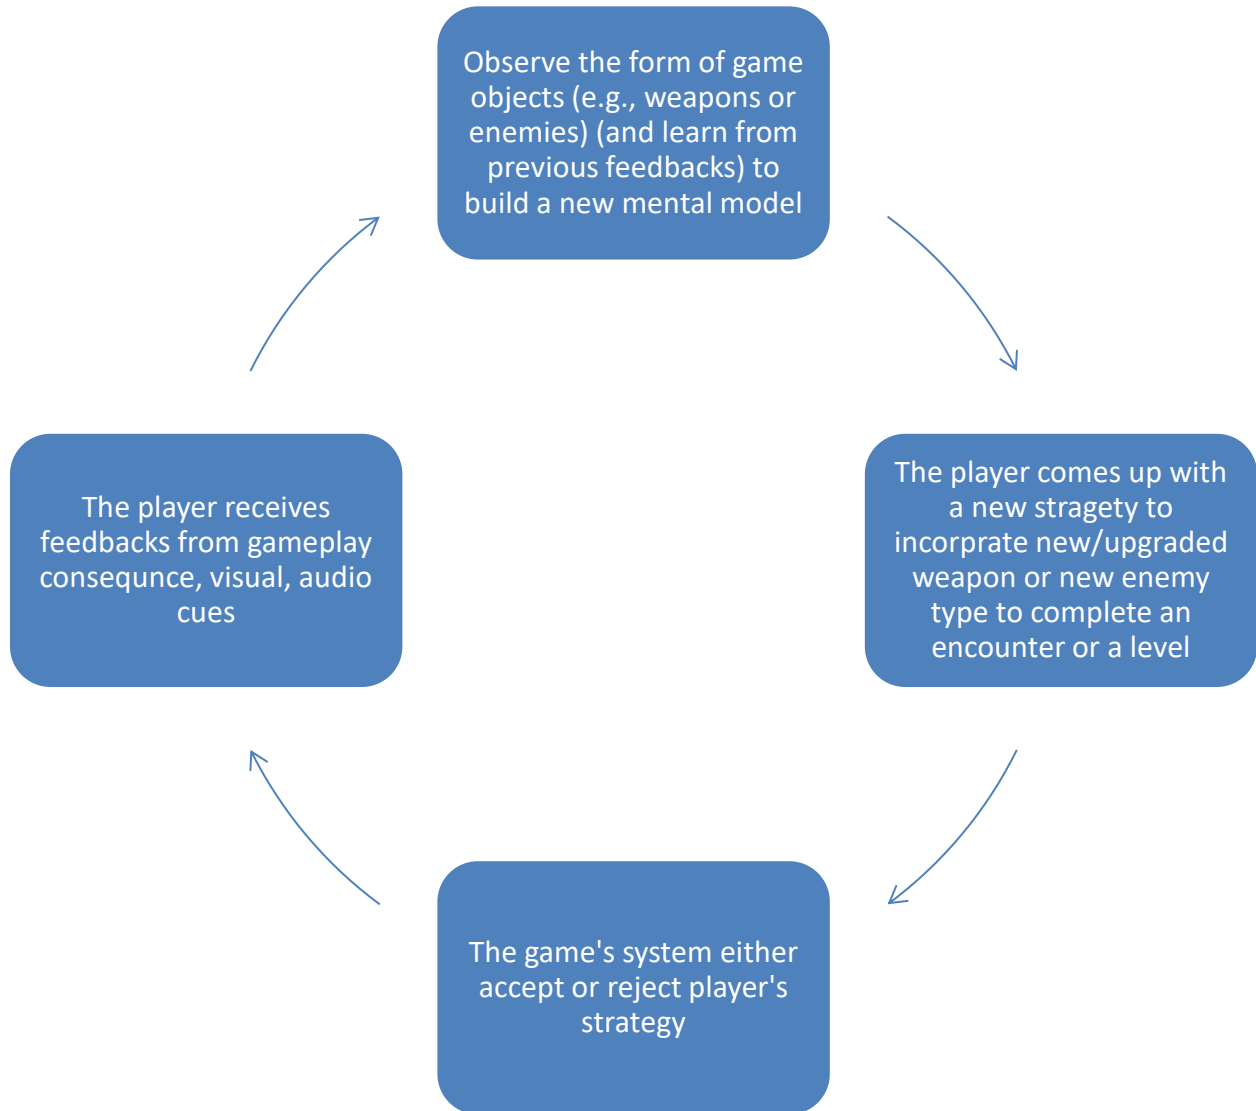 Observe the form of game
objects (e.g., weapons or
enemies) (and learn from
previous feedbacks) to
build a new mental model
The player comes up with
a new stragety to
incorprate new/upgraded
weapon or new enemy
type to complete an
encounter or a level
The game's system either
accept or reject player's
strategy
The player receives
feedbacks from gameplay
consequnce, visual, audio
cues